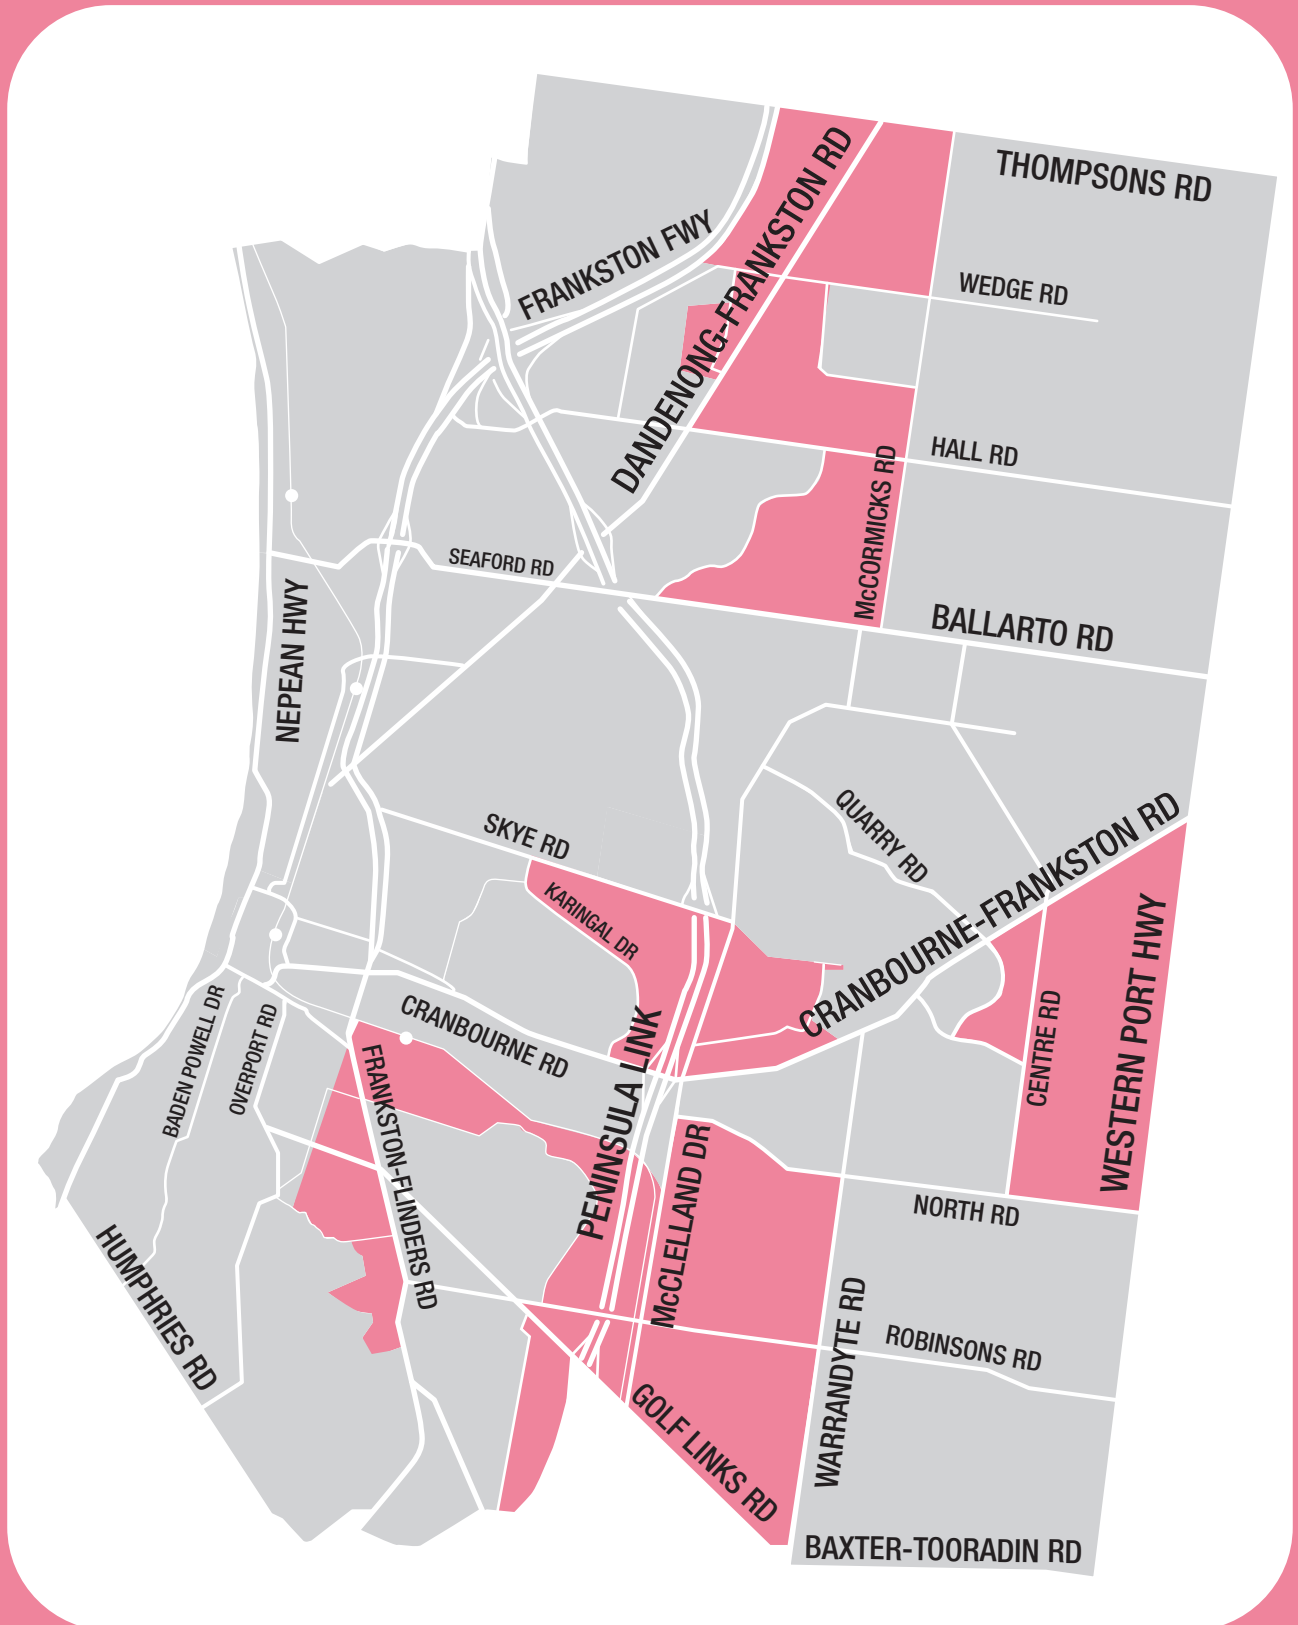 THOMPSONS RD
DANDENONG-FRANKSTON RD
FRANKSTON FWY
WEDGE RD
HALL RD
McCORMICKS RD
SEAFORD RD
BALLARTO RD
NEPEAN HWY
SKYE RD
QUARRY RD
CRANBOURNE-FRANKSTON RD
KARINGAL DR
WESTERN PORT HWY
CENTRE RD
BADEN POWELL DR
OVERPORT RD
CRANBOURNE RD
PENINSULA LINK
FRANKSTON-FLINDERS RD
McCLELLAND DR
NORTH RD
HUMPHRIES RD
WARRANDYTE RD
ROBINSONS RD
GOLF LINKS RD
BAXTER-TOORADIN RD